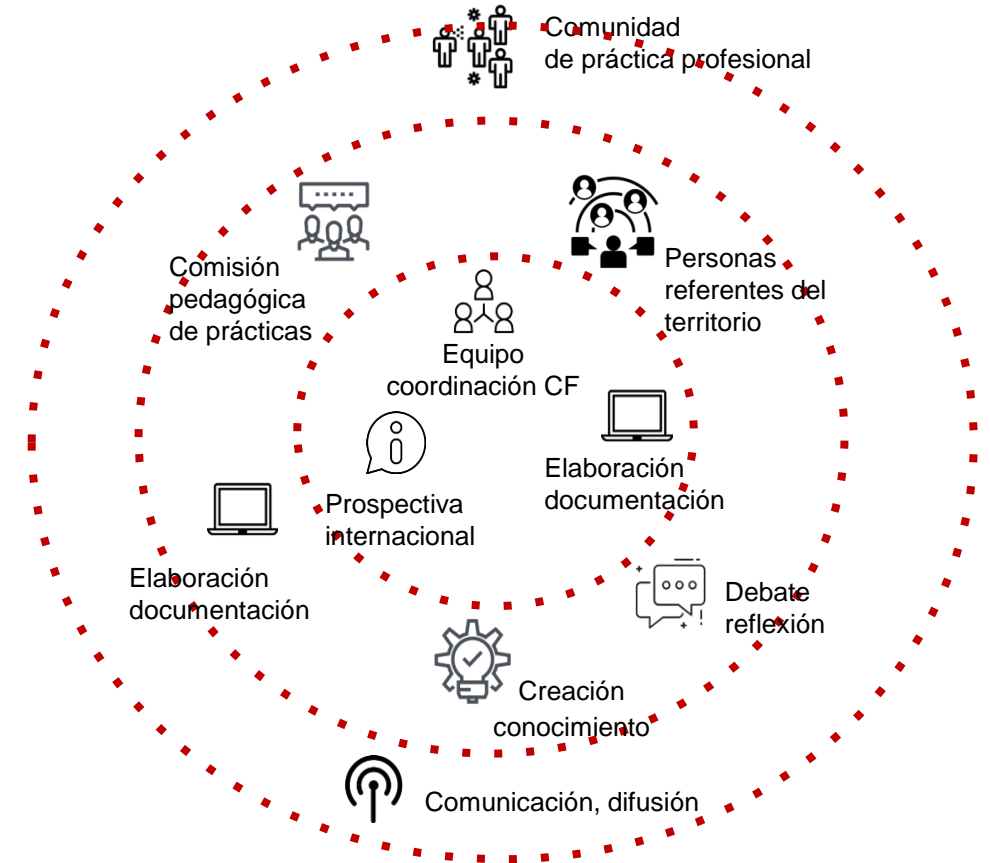 Comunidad
de práctica profesional
Comisión
pedagógica
de prácticas
Personas
referentes del
territorio
Equipo
coordinación CF
Elaboración
documentación
Prospectiva
internacional
Elaboración
documentación
Debate
reflexión
Creación
conocimiento
Comunicación, difusión